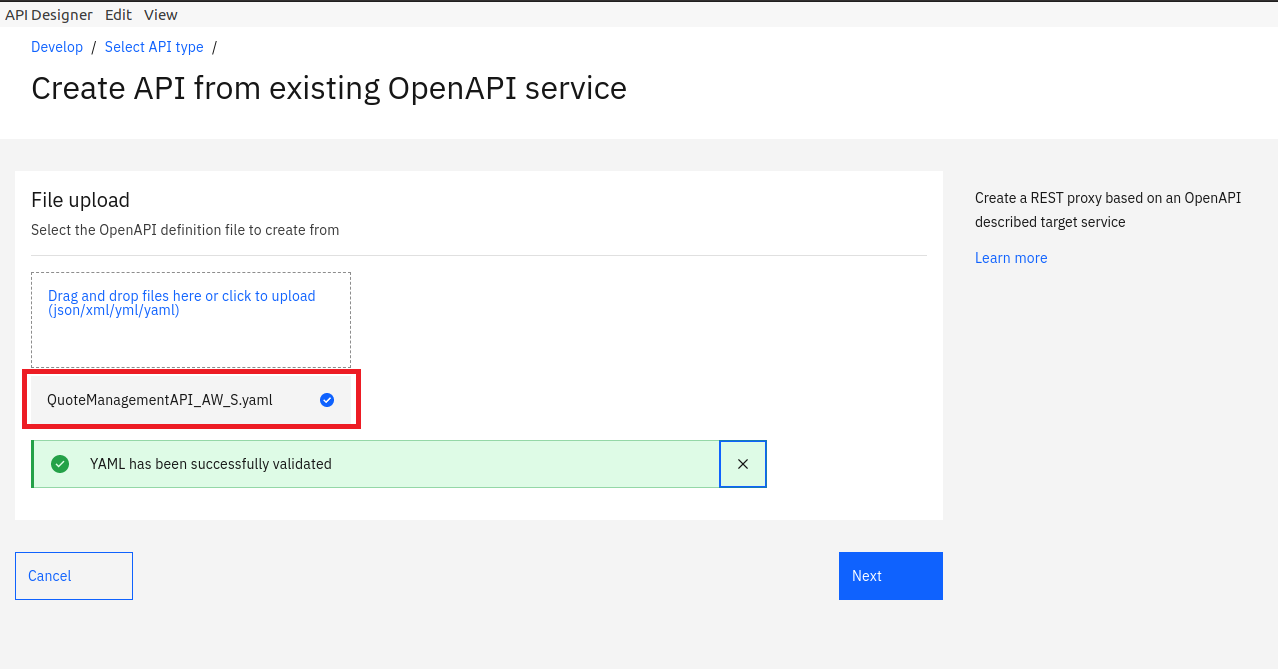 API Designer Edit View
Develop / Select API type /
Create API from existing OpenAPI service
File upload
Select the OpenAPI definition file to create from
Drag and drop files here or click to upload
(json/xml/yml/yaml)
QuoteManagementAPI_AW_S.yaml
YAML has been successfully validated
Cancel
Next
Create a REST proxy based on an OpenAPI
described target service
Learn more